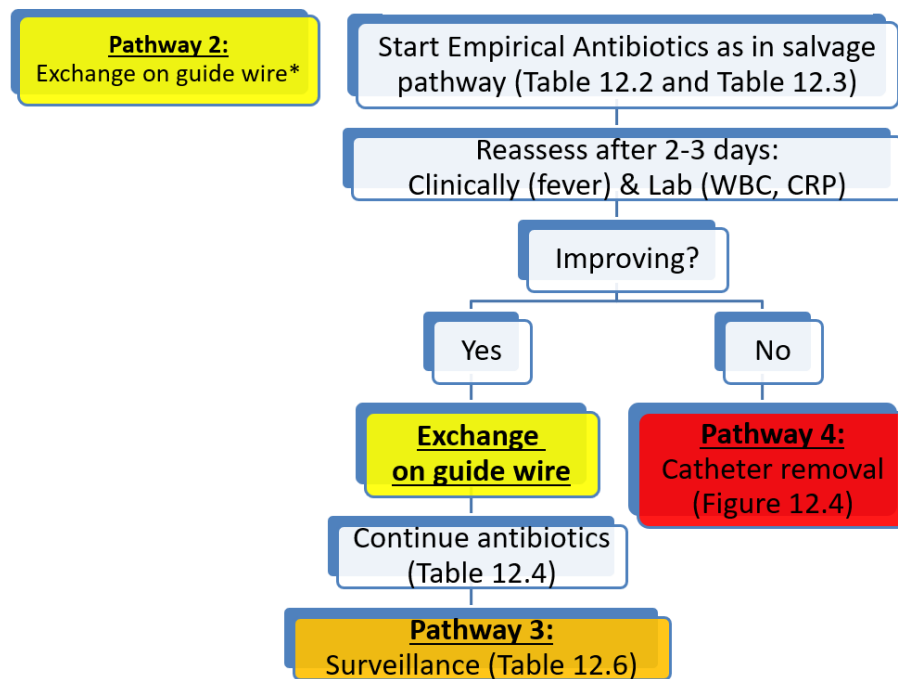 Pathway 2:
Exchange on guide wire*
Start Empirical Antibiotics as in salvage
pathway (Table 12.2 and Table 12.3)
Reassess after 2-3 days:
Clinically (fever) & Lab (WBC, CRP)
Improving?
Yes
No
Exchange
on guide wire
Pathway 4:
Catheter removal
(Figure 12.4)
Continue antibiotics
(Table 12.4)
Pathway 3:
Surveillance (Table 12.6)